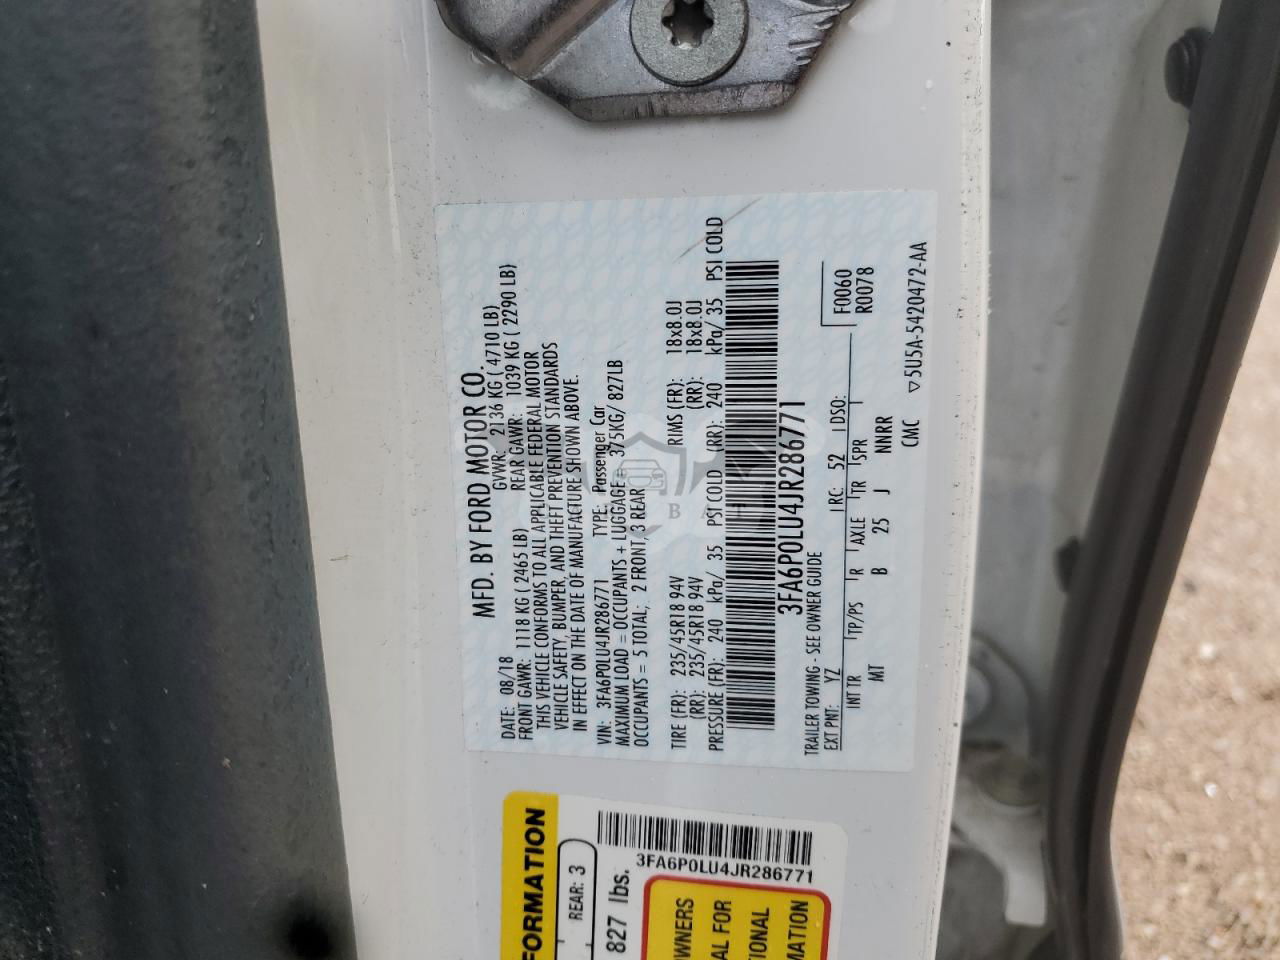 MFD. BY FORD MOTOR CO.
DATE: 08/18 GVWR: 2136 KG ( 4710 LB)
FRONT GAWR: 1118 KG ( 2465 LB) REAR GAWR: 1039 KG ( 2290 LB)
THIS VEHICLE CONFORMS TO ALL APPLICABLE FEDERAL MOTOR
VEHICLE SAFETY, BUMPER, AND THEFT PREVENTION STANDARDS
IN EFFECT ON THE DATE OF MANUFACTURE SHOWN ABOVE.
VIN: 3FA6P0LU4JR286771 TYPE: Passenger Car
MAXIMUM LOAD = OCCUPANTS + LUGGAGE = 375KG/ 827LB
OCCUPANTS = 5 TOTAL; 2 FRONT, 3 REAR
TIRE (FR): 235/45R18 94V RIMS (FR): 18x8.0J
(RR): 235/45R18 94V (RR): 18x8.0J
PRESSURE (FR): 240 kPa/ 35 PSI COLD (RR): 240 kPa/ 35 PSI COLD
3FA6P0LU4JR286771
TRAILER TOWING - SEE OWNER GUIDE
F0060
R0078
EXT PNT: YZ RC: 52 DSO:
INT TR TP/PS R AXLE TR SPR
MT B 25 J NNRR
CMC ▽5U5A-5420472-AA
FORMATION
REAR: 3
827 lbs.
3FA6P0LU4JR286771
OWNERS
AL FOR
TIONAL
MATION